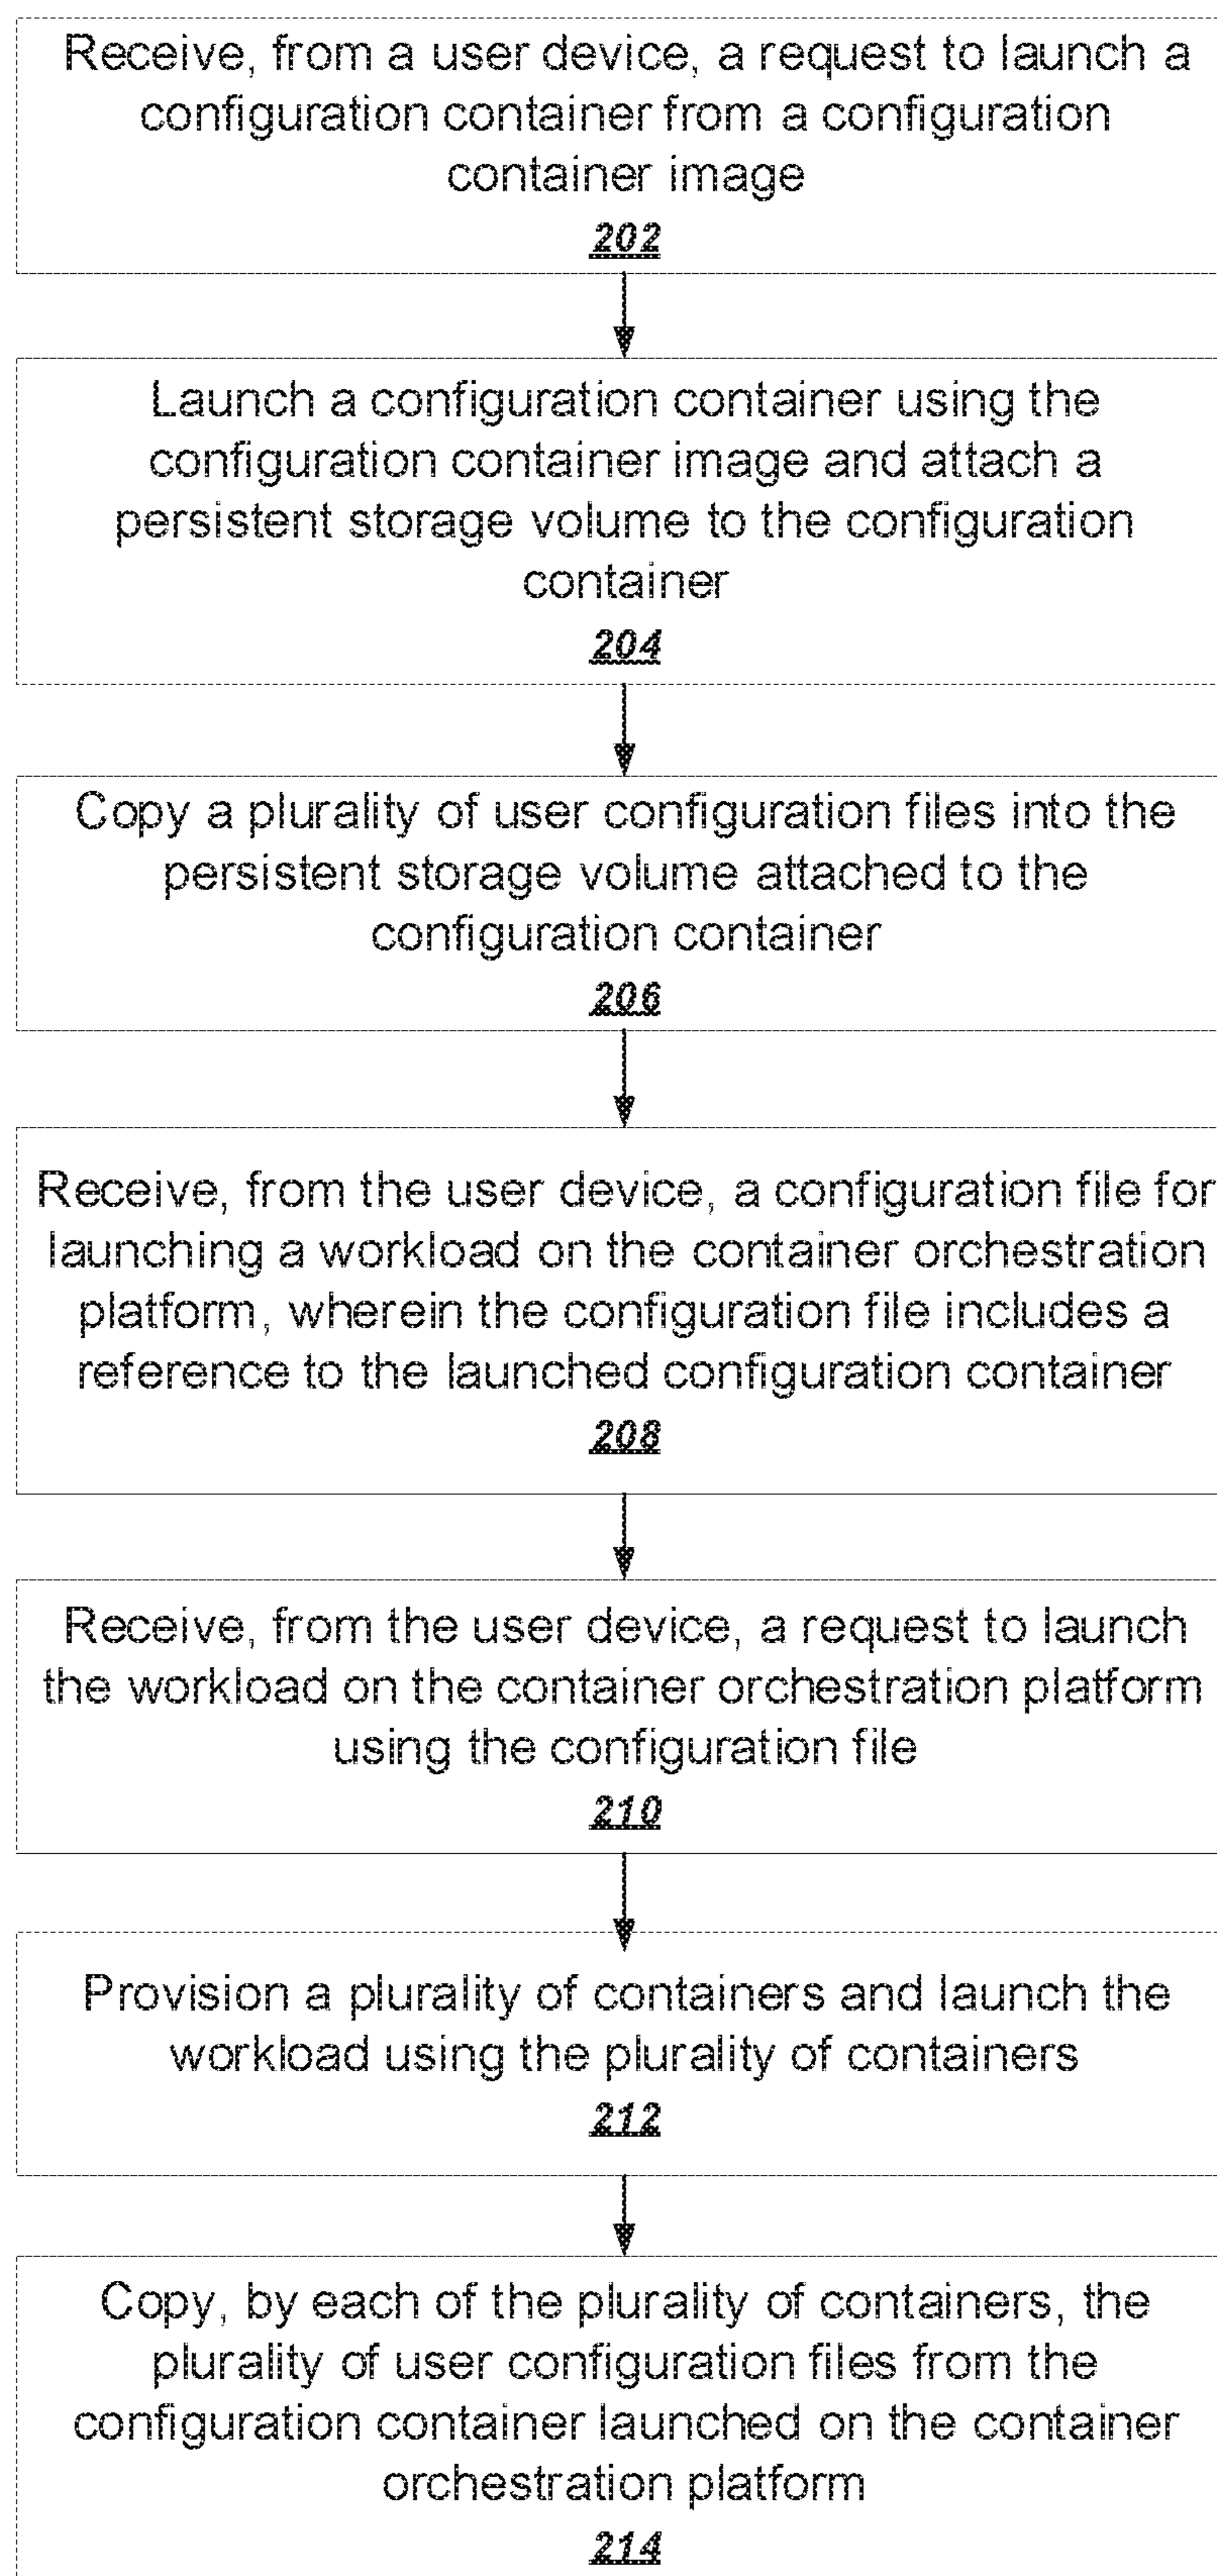 Receive, from a user device, a request to launch a
configuration container from a configuration
container image
202
Launch a configuration container using the
configuration container image and attach a
persistent storage volume to the configuration
container
204
Copy a plurality of user configuration files into the
persistent storage volume attached to the
configuration container
206
Receive, from the user device, a configuration file for
launching a workload on the container orchestration
platform, wherein the configuration file includes a
reference to the launched configuration container
208
Receive, from the user device, a request to launch
the workload on the container orchestration platform
using the configuration file
210
Provision a plurality of containers and launch the
workload using the plurality of containers
212
Copy, by each of the plurality of containers, the
plurality of user configuration files from the
configuration container launched on the container
orchestration platform
214